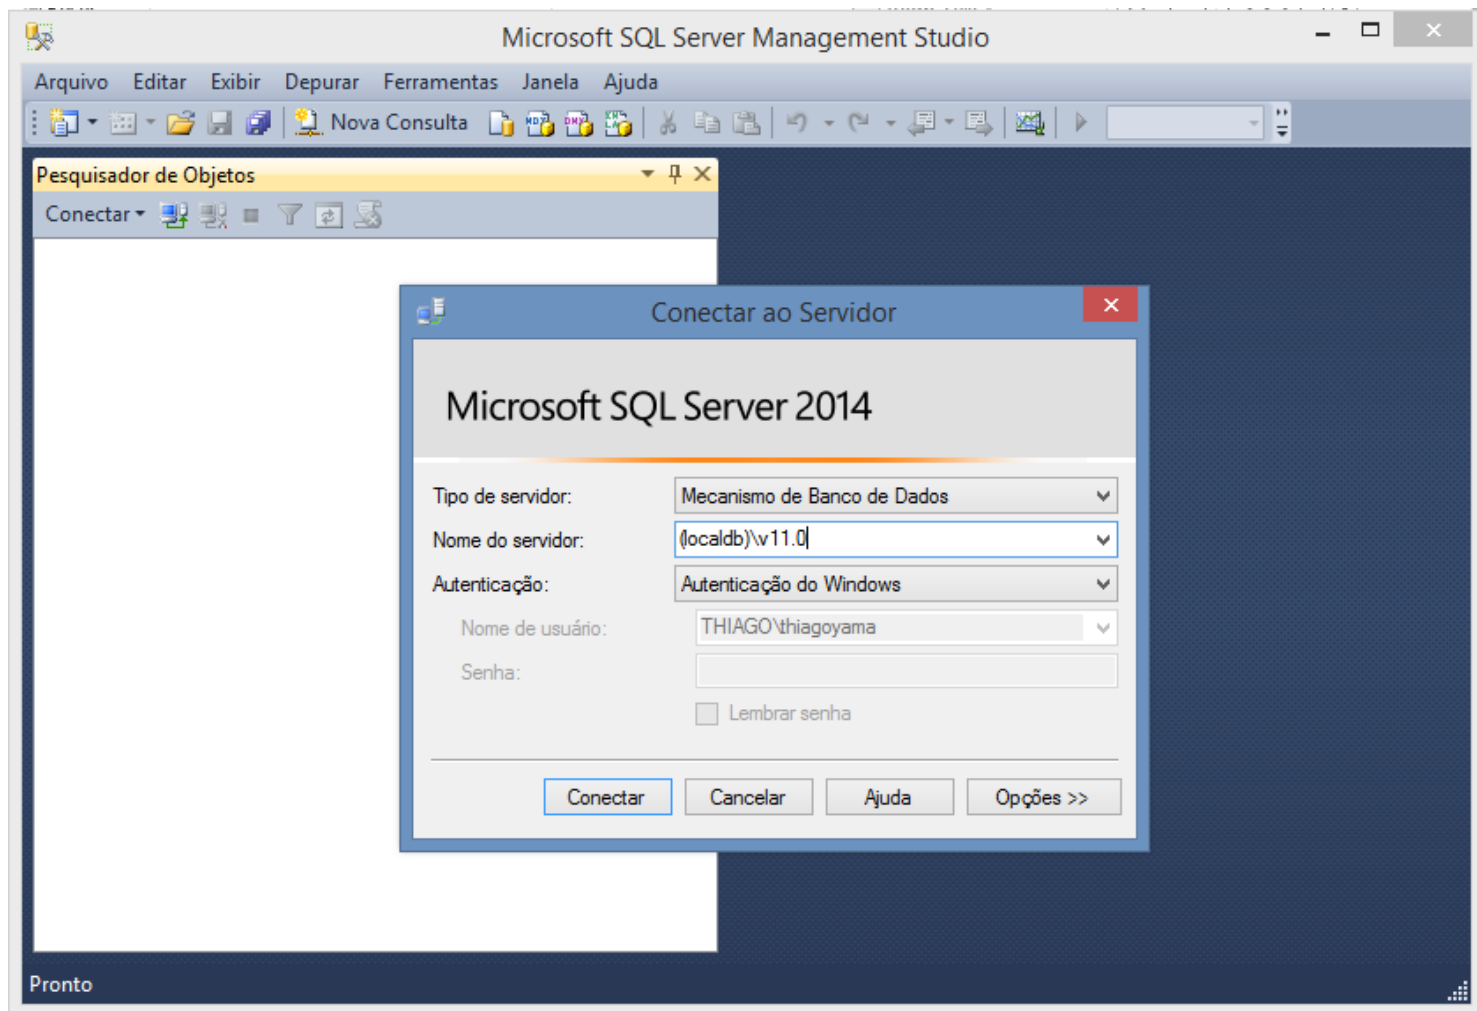 Microsoft SQL Server Management Studio
Arquivo Editar Exibir Depurar Ferramentas Janela Ajuda
Nova Consulta
Pesquisador de Objetos
Conectar
Conectar ao Servidor
Microsoft SQL Server 2014
Tipo de servidor: Mecanismo de Banco de Dados
Nome do servidor: (localdb)\v11.0
Autenticação: Autenticação do Windows
Nome de usuário: THIAGO\thiagoyama
Senha:
Lembrar senha
Conectar Cancelar Ajuda Opções >>
Pronto